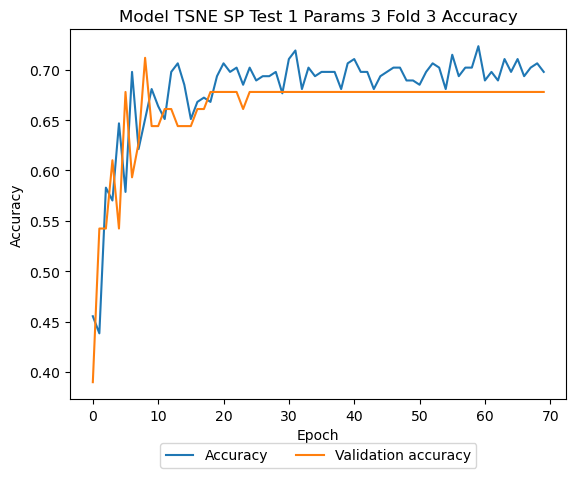 Model TSNE SP Test 1 Params 3 Fold 3 Accuracy
Accuracy
0.70
0.65
0.60
0.55
0.50
0.45
0.40
0 10 20 30 40 50 60 70
Epoch
Accuracy Validation accuracy